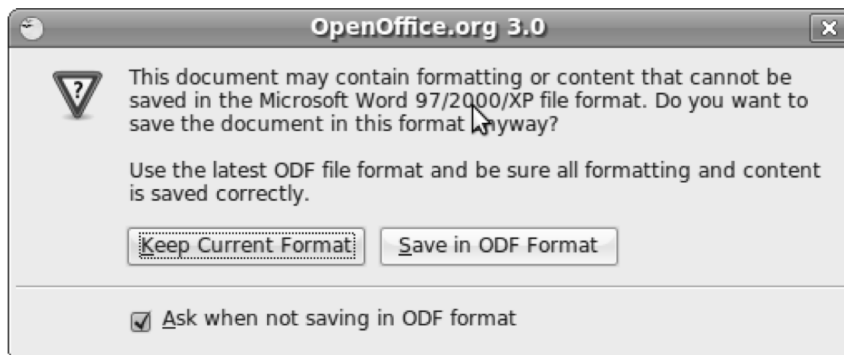 OpenOffice.org 3.0
?
This document may contain formatting or content that cannot be
saved in the Microsoft Word 97/2000/XP file format. Do you want to
save the document in this format anyway?
Use the latest ODF file format and be sure all formatting and content
is saved correctly.
Keep Current Format Save in ODF Format
Ask when not saving in ODF format